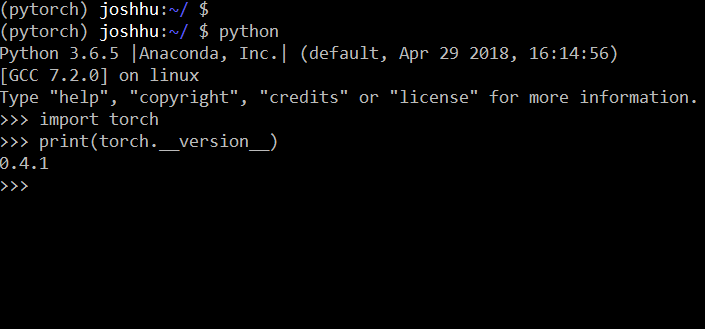 (pytorch) joshhu:~/ $
(pytorch) joshhu:~/ $ python
Python 3.6.5 |Anaconda, Inc.| (default, Apr 29 2018, 16:14:56)
[GCC 7.2.0] on linux
Type "help", "copyright", "credits" or "license" for more information.
>>> import torch
>>> print(torch.__version__)
0.4.1
>>>